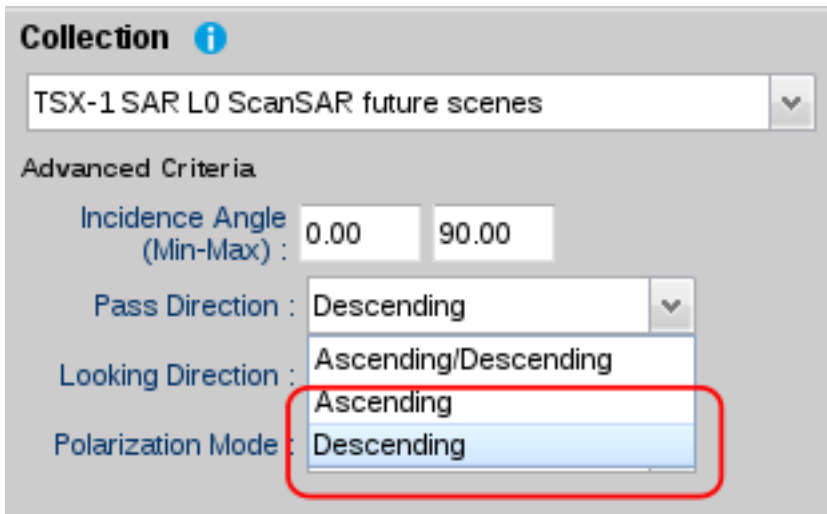 Collection i
TSX-1 SAR L0 ScanSAR future scenes
Advanced Criteria
Incidence Angle
(Min-Max) : 0.00 90.00
Pass Direction : Descending
Ascending/Descending
Looking Direction :
Ascending
Polarization Mode : Descending